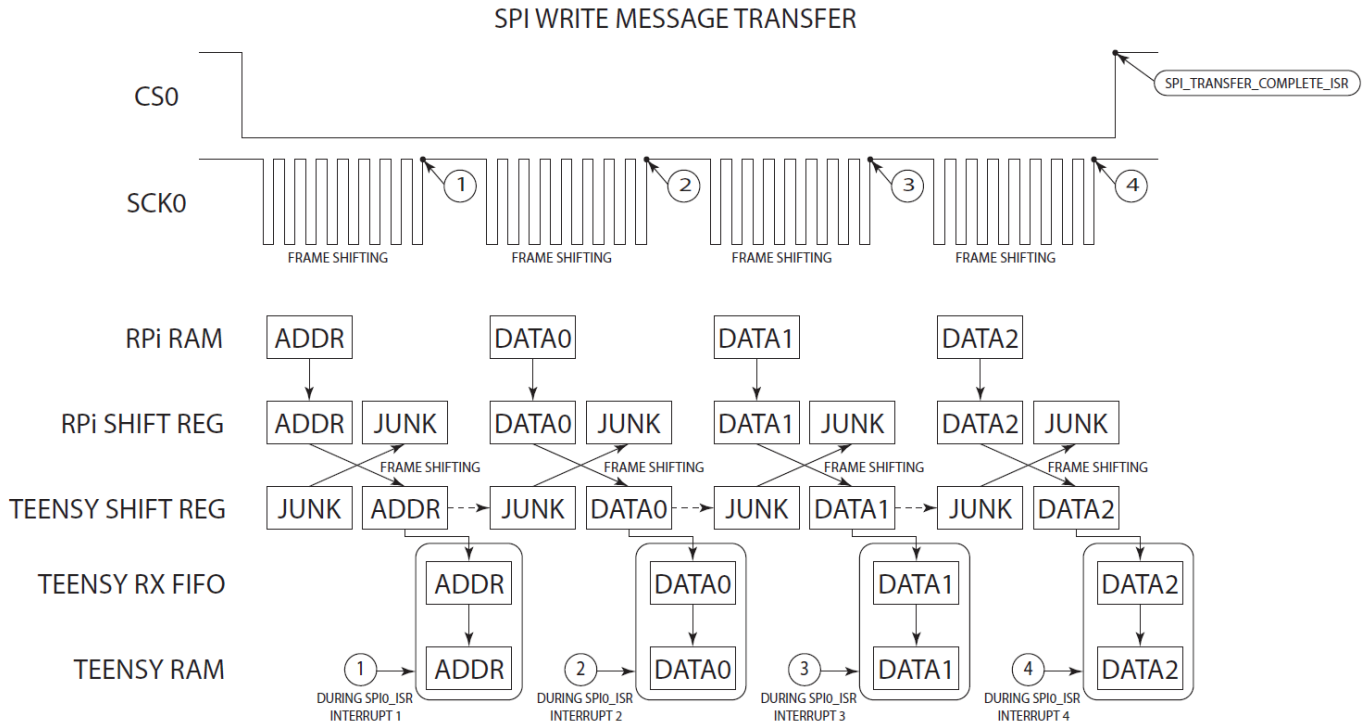 SPI WRITE MESSAGE TRANSFER
CS0
SPI_TRANSFER_COMPLETE_ISR
SCK0
1
2
3
4
FRAME SHIFTING
FRAME SHIFTING
FRAME SHIFTING
FRAME SHIFTING
RPi RAM
ADDR
DATA0
DATA1
DATA2
RPi SHIFT REG
ADDR
JUNK
DATA0
JUNK
DATA1
JUNK
DATA2
JUNK
FRAME SHIFTING
FRAME SHIFTING
FRAME SHIFTING
FRAME SHIFTING
TEENSY SHIFT REG
JUNK
ADDR
JUNK
DATA0
JUNK
DATA1
JUNK
DATA2
TEENSY RX FIFO
ADDR
DATA0
DATA1
DATA2
TEENSY RAM
1
ADDR
2
DATA0
3
DATA1
4
DATA2
DURING SPI0_ISR
INTERRUPT 1
DURING SPI0_ISR
INTERRUPT 2
DURING SPI0_ISR
INTERRUPT 3
DURING SPI0_ISR
INTERRUPT 4